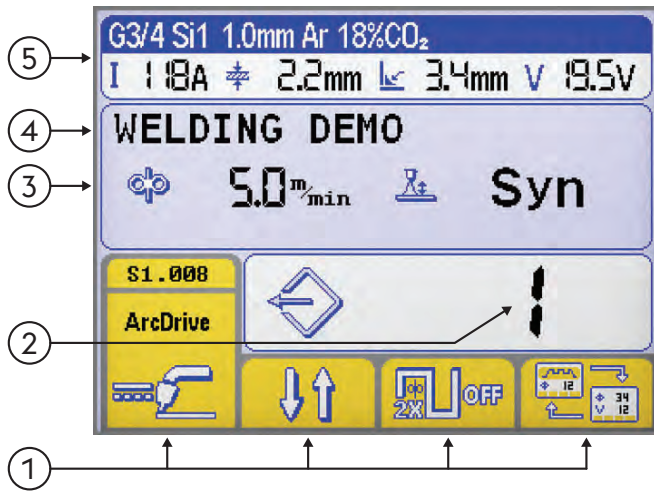 G3/4 Si1 1.0mm Ar 18%CO₂
5
I 118A 2.2mm 3.4mm V 19.5V
4
WELDING DEMO
3
5.0 m/min Syn
S1.008
ArcDrive
1
2
2X OFF
Φ 12
Φ 34
V 12
1